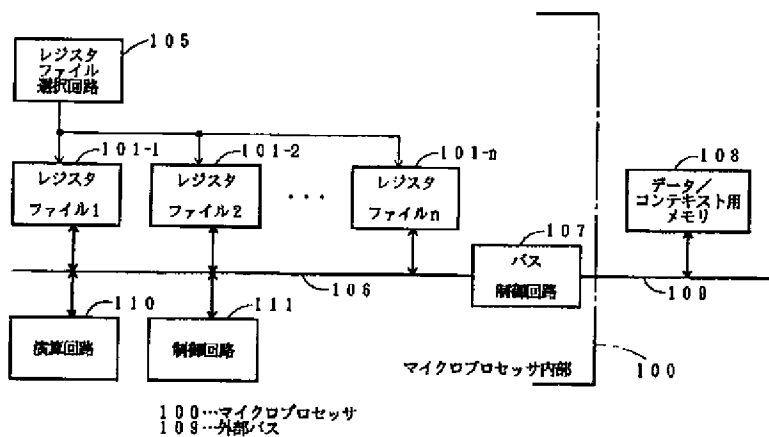 105
レジスタ
ファイル
選択回路
101-1
101-2
101-n
レジスタ
ファイル1
レジスタ
ファイル2
...
レジスタ
ファイルn
108
データ/
コンテキスト用
メモリ
107
バス
制御回路
106
109
110
演算回路
111
制御回路
マイクロプロセッサ内部
100
100…マイクロプロセッサ
109…外部バス